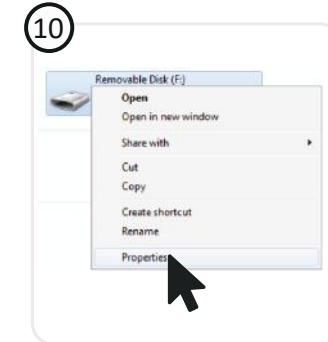 10
Removable Disk (F:)
Open
Open in new window
Share with
Cut
Copy
Create shortcut
Rename
Properties